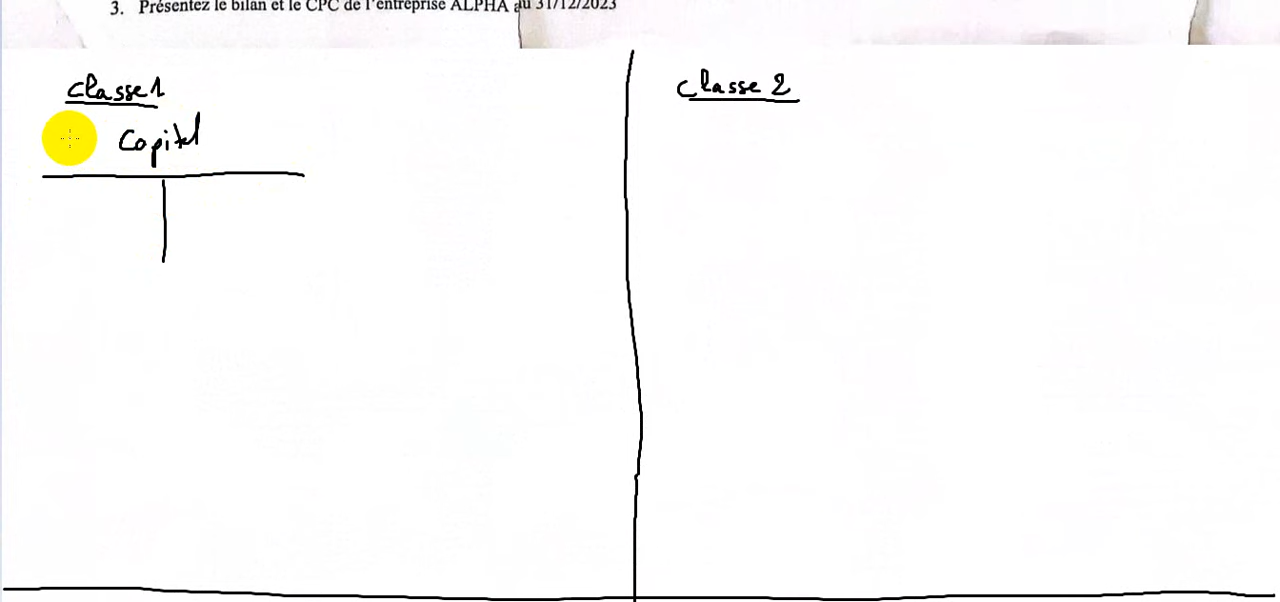 3. Présentez le bilan et le CPC de l'entreprise ALPHA au 31/12/2023
classe 1
Capital
classe 2